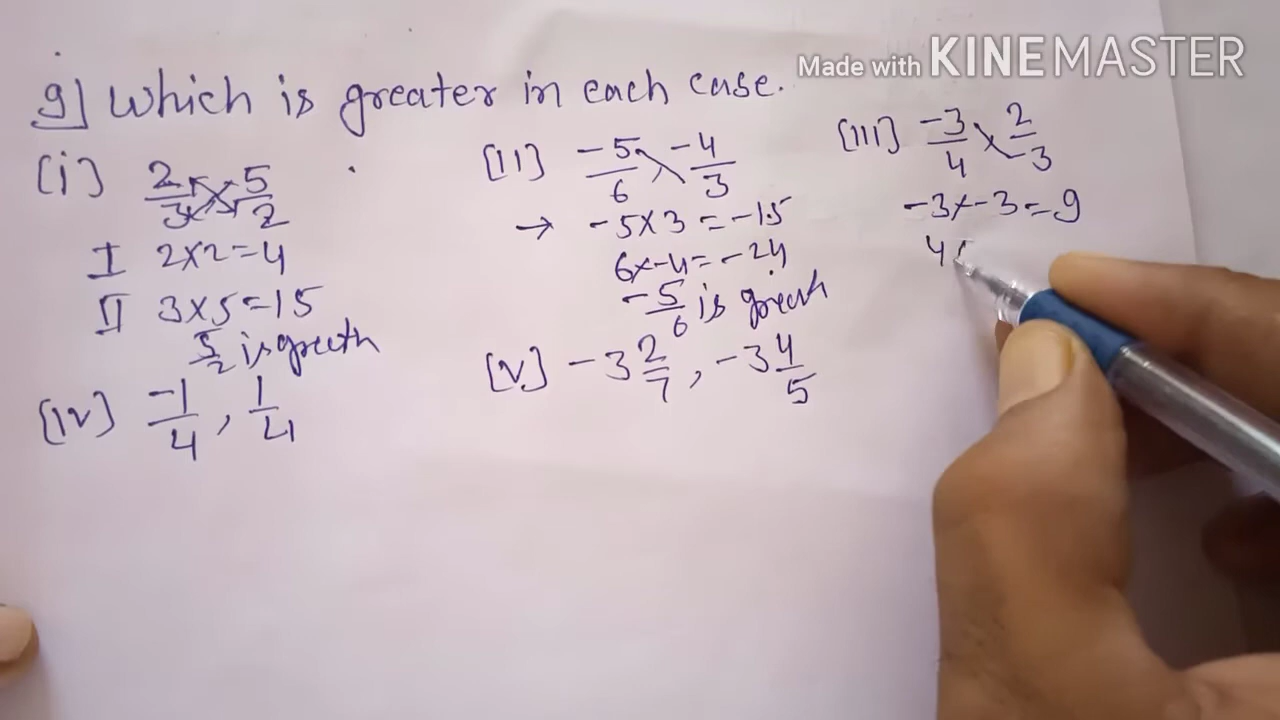 Made with KINEMASTER
9] Which is greater in each case.
[i] 2/3 5/2
I 2×2=4
II 3×5=15
5/2 is greeth
[II] -5/6 -4/3
→ -5×3 = -15
6×-4= -24
-5/6 is greath
[III] -3/4 2/-3
-3×-3=9
4
[iv] -1/4, 1/4
[V] -3 2/7, -3 4/5